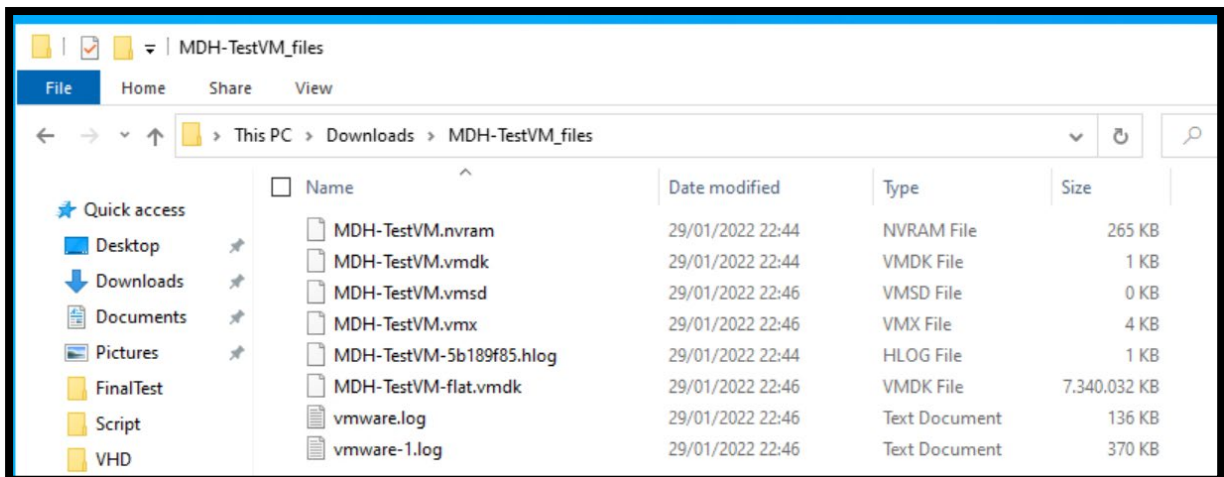 MDH-TestVM_files
File Home Share View
This PC > Downloads > MDH-TestVM_files
Name Date modified Type Size
Quick access
Desktop
Downloads
Documents
Pictures
FinalTest
Script
VHD
MDH-TestVM.nvram 29/01/2022 22:44 NVRAM File 265 KB
MDH-TestVM.vmdk 29/01/2022 22:44 VMDK File 1 KB
MDH-TestVM.vmsd 29/01/2022 22:46 VMSD File 0 KB
MDH-TestVM.vmx 29/01/2022 22:46 VMX File 4 KB
MDH-TestVM-5b189f85.hlog 29/01/2022 22:44 HLOG File 1 KB
MDH-TestVM-flat.vmdk 29/01/2022 22:46 VMDK File 7.340.032 KB
vmware.log 29/01/2022 22:46 Text Document 136 KB
vmware-1.log 29/01/2022 22:46 Text Document 370 KB